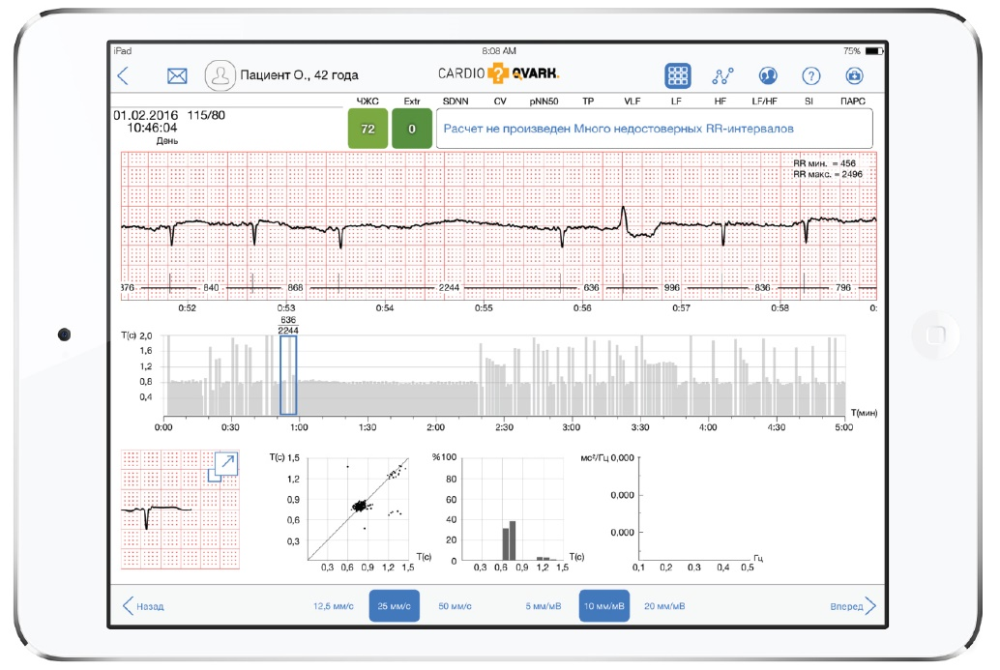 iPad 8:08 AM 75%
Пациент О., 42 года CARDIO ? QVARK.
ЧЖС Extr SDNN CV pNN50 TP VLF LF HF LF/HF SI ПАРС
01.02.2016 115/80
10:46:04
День
72 0 Расчет не произведен Много недостоверных RR-интервалов
RR мин. = 456
RR макс. = 2496
376 840 868 2244 636 996 836 796
0:52 0:53 0:54 0:55 0:56 0:57 0:58 0:
636
2244
T(c) 2,0
1,6
1,2
0,8
0,4
T(мин)
0:00 0:30 1:00 1:30 2:00 2:30 3:00 3:30 4:00 4:30 5:00
T(c) 1,5 %100 мс²/Гц 0,000
1,2 80
0,9 60 0,000
0,6 40
0,3 20 0,000
0
T(c) T(c) Гц
0,3 0,6 0,9 1,2 1,5 0,3 0,6 0,9 1,2 1,5 0,1 0,2 0,3 0,4 0,5
Назад 12,5 мм/с 25 мм/с 50 мм/с 5 мм/мВ 10 мм/мВ 20 мм/мВ Вперед